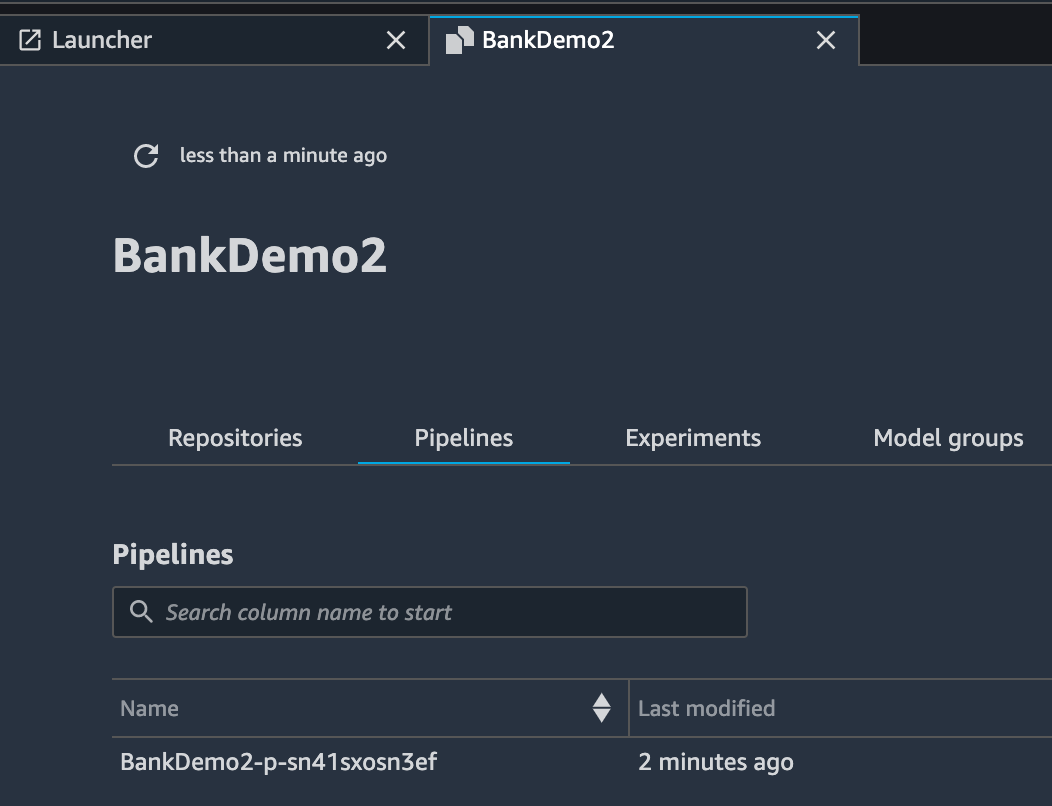 Launcher
BankDemo2
less than a minute ago
BankDemo2
Repositories Pipelines Experiments Model groups
Pipelines
Search column name to start
Name Last modified
BankDemo2-p-sn41sxosn3ef 2 minutes ago